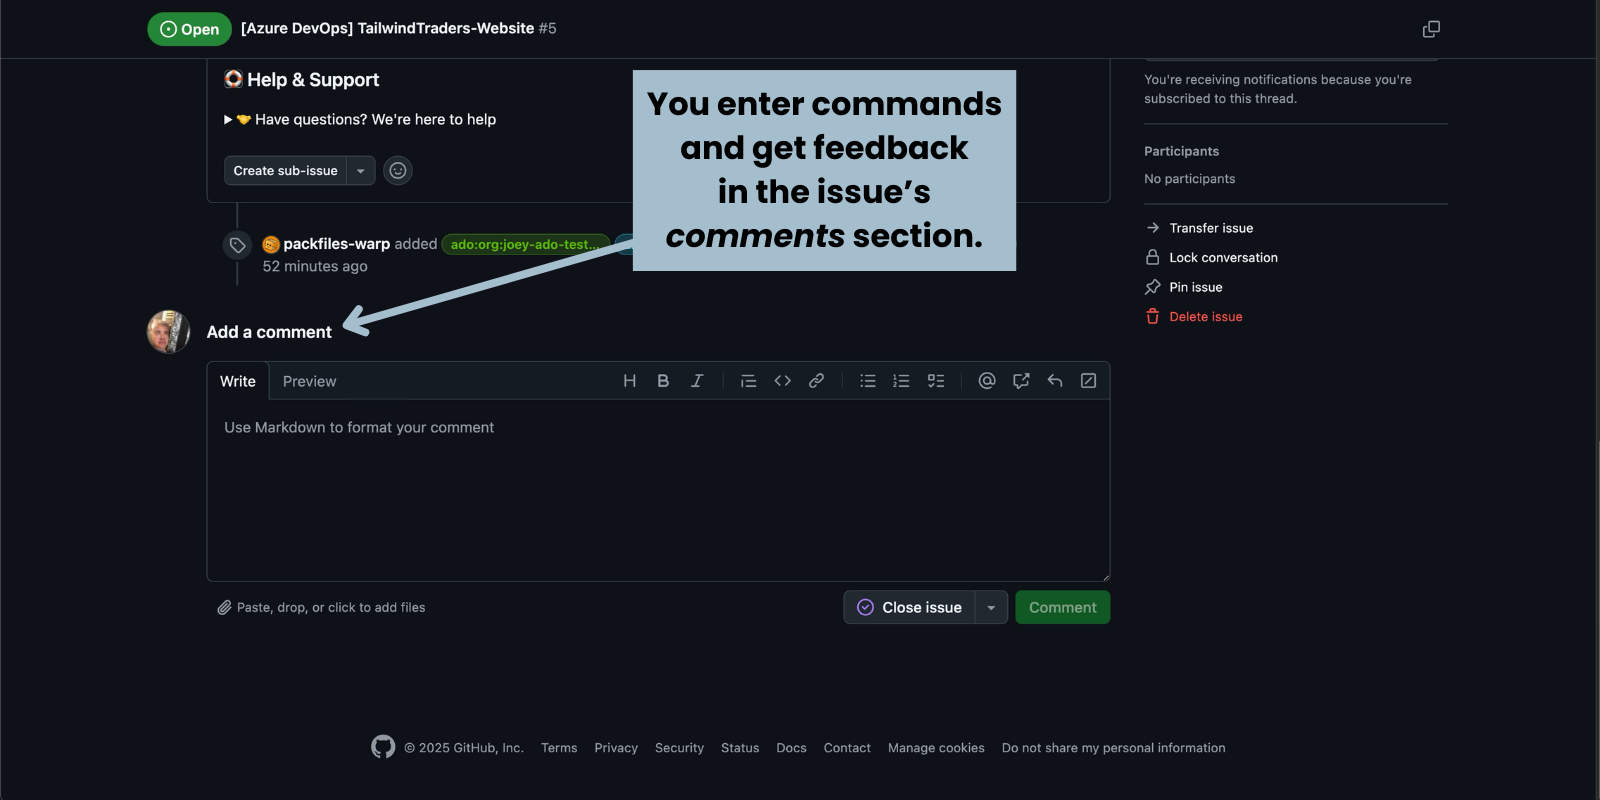 Open [Azure DevOps] TailwindTraders-Website #5
Help & Support
Have questions? We're here to help
Create sub-issue
packfiles-warp added ado:org:joey-ado-test...
52 minutes ago
You enter commands
and get feedback
in the issue’s
comments section.
Add a comment
Write Preview
Use Markdown to format your comment
Paste, drop, or click to add files
Close issue Comment
You're receiving notifications because you're
subscribed to this thread.
Participants
No participants
Transfer issue
Lock conversation
Pin issue
Delete issue
© 2025 GitHub, Inc. Terms Privacy Security Status Docs Contact Manage cookies Do not share my personal information